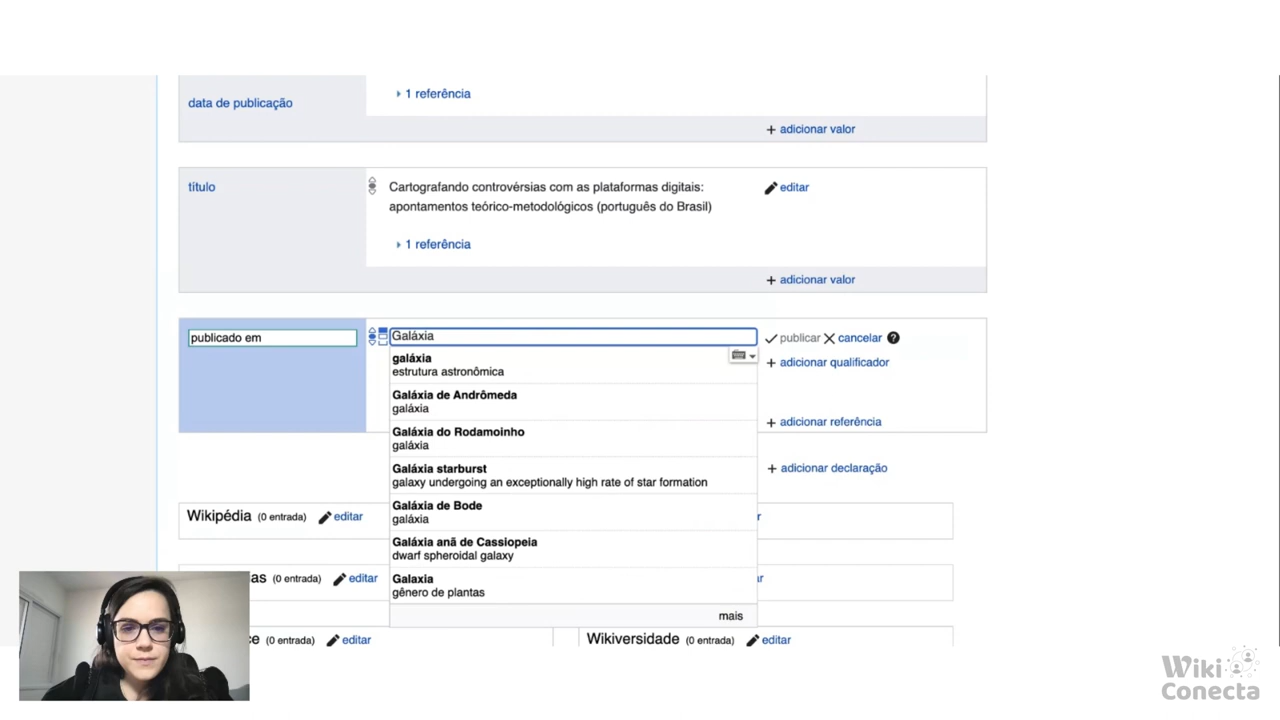 1 referência
data de publicação
+ adicionar valor
título
Cartografando controvérsias com as plataformas digitais:
apontamentos teórico-metodológicos (português do Brasil)
editar
1 referência
+ adicionar valor
publicado em
Galáxia
publicar cancelar ?
galáxia
estrutura astronômica
+ adicionar qualificador
Galáxia de Andrômeda
galáxia
+ adicionar referência
Galáxia do Rodamoinho
galáxia
+ adicionar declaração
Galáxia starburst
galaxy undergoing an exceptionally high rate of star formation
Galáxia de Bode
galáxia
Wikipédia (0 entrada) editar
Galáxia anã de Cassiopeia
dwarf spheroidal galaxy
Galaxia
gênero de plantas
as (0 entrada) editar
mais
ce (0 entrada) editar
Wikiversidade (0 entrada) editar
Wiki
Conecta